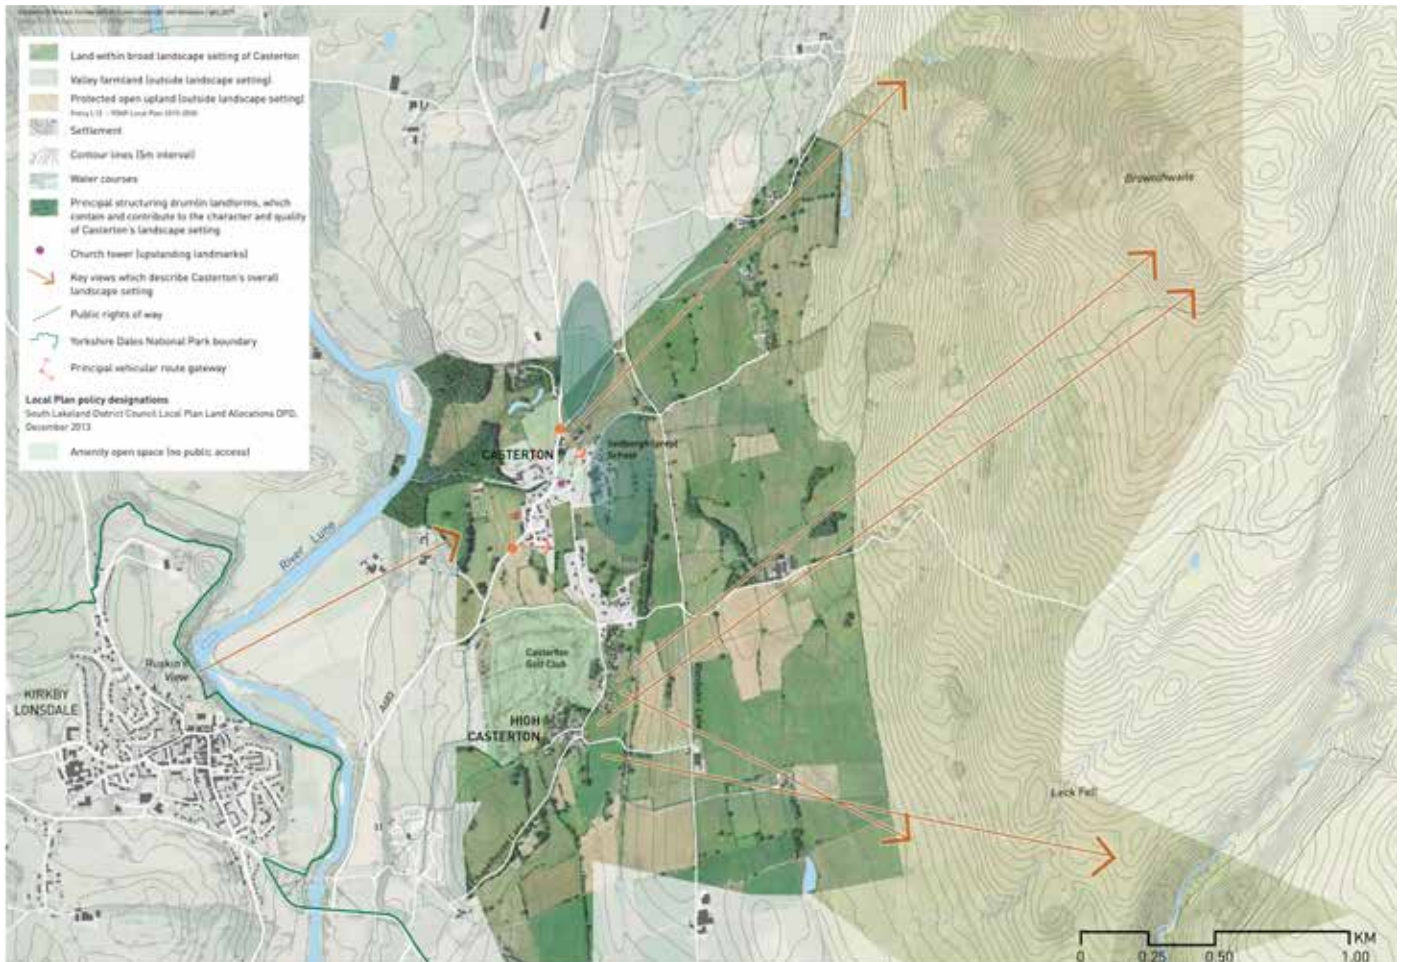 Land within broad landscape setting of Casterton
Valley farmland (outside landscape setting)
Protected open upland (outside landscape setting)
Settlement
Contour lines (5m interval)
Water courses
Principal structuring drumlin landforms, which
contain and contribute to the character and quality
of Casterton's landscape setting
Church tower (upstanding landmarks)
Key views which describe Casterton's overall
landscape setting
Public rights of way
Yorkshire Dales National Park boundary
Principal vehicular route gateway
Local Plan policy designations
South Lakeland District Council Local Plan Land Allocations DPD,
December 2013
Amenity open space (no public access)
Brownthwaite
CASTERTON
Sedbergh prep
School
River Lune
Ruskin's
View
KIRKBY
LONSDALE
A683
Casterton
Golf Club
HIGH
CASTERTON
Leck Fell
KM
0 0.25 0.50 1.00